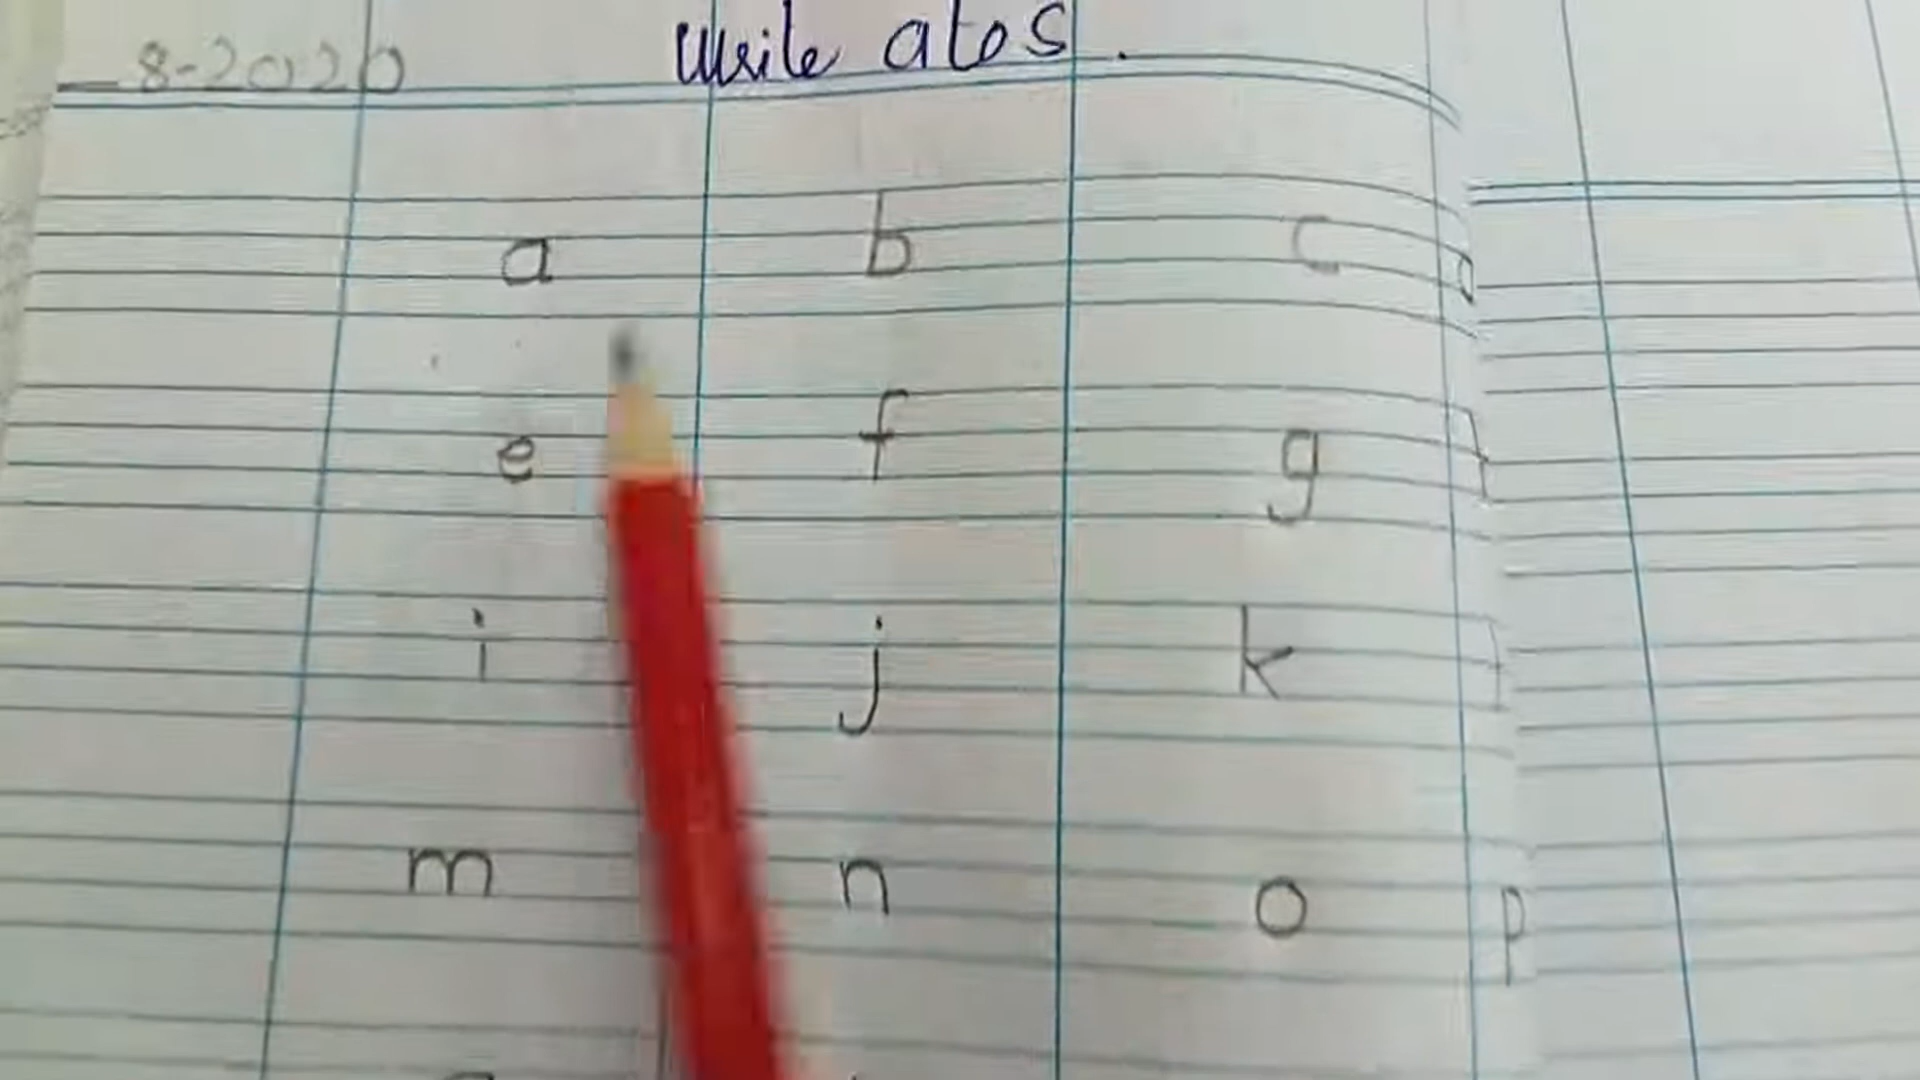 8-2020
Write a to s.
a b c d
e f g
i j k
m n o p